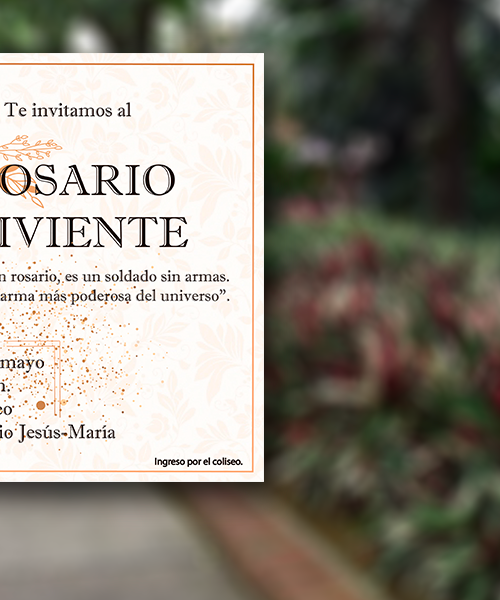 Te invitamos al
OSARIO
IVIENTE
n rosario, es un soldado sin armas.
arma más poderosa del universo”.
mayo
n.
eo
io Jesús-María
Ingreso por el coliseo.